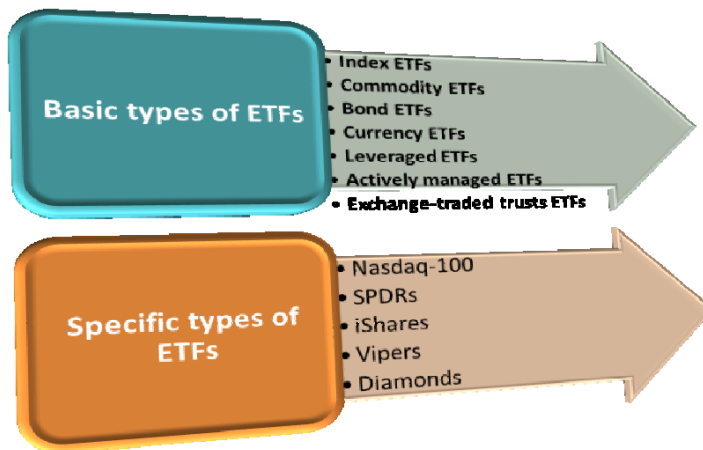 Basic types of ETFs
• Index ETFs
• Commodity ETFs
• Bond ETFs
• Currency ETFs
• Leveraged ETFs
• Actively managed ETFs
• Exchange-traded trusts ETFs
Specific types of
ETFs
• Nasdaq-100
• SPDRs
• iShares
• Vipers
• Diamonds